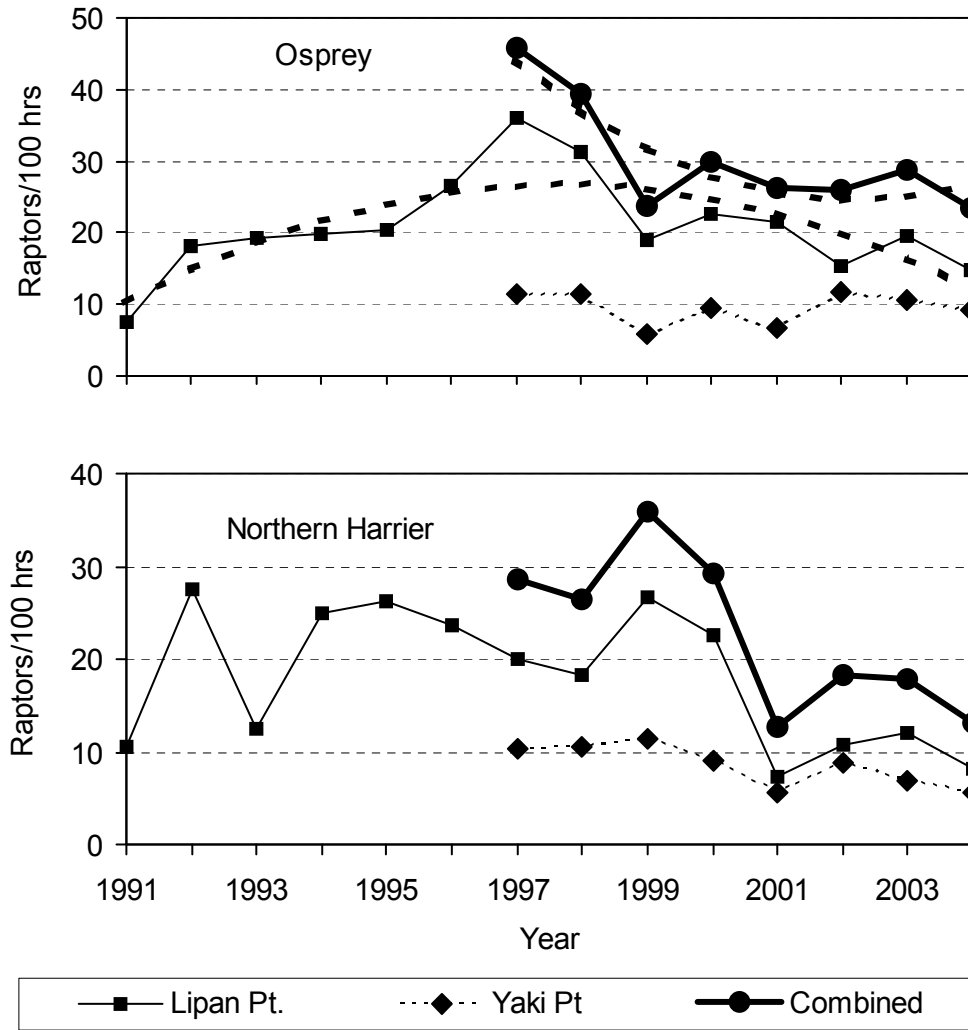 50
Osprey
40
30
20
10
0
Raptors/100 hrs
40
Northern Harrier
30
20
10
0
Raptors/100 hrs
1991 1993 1995 1997 1999 2001 2003
Year
Lipan Pt. Yaki Pt Combined